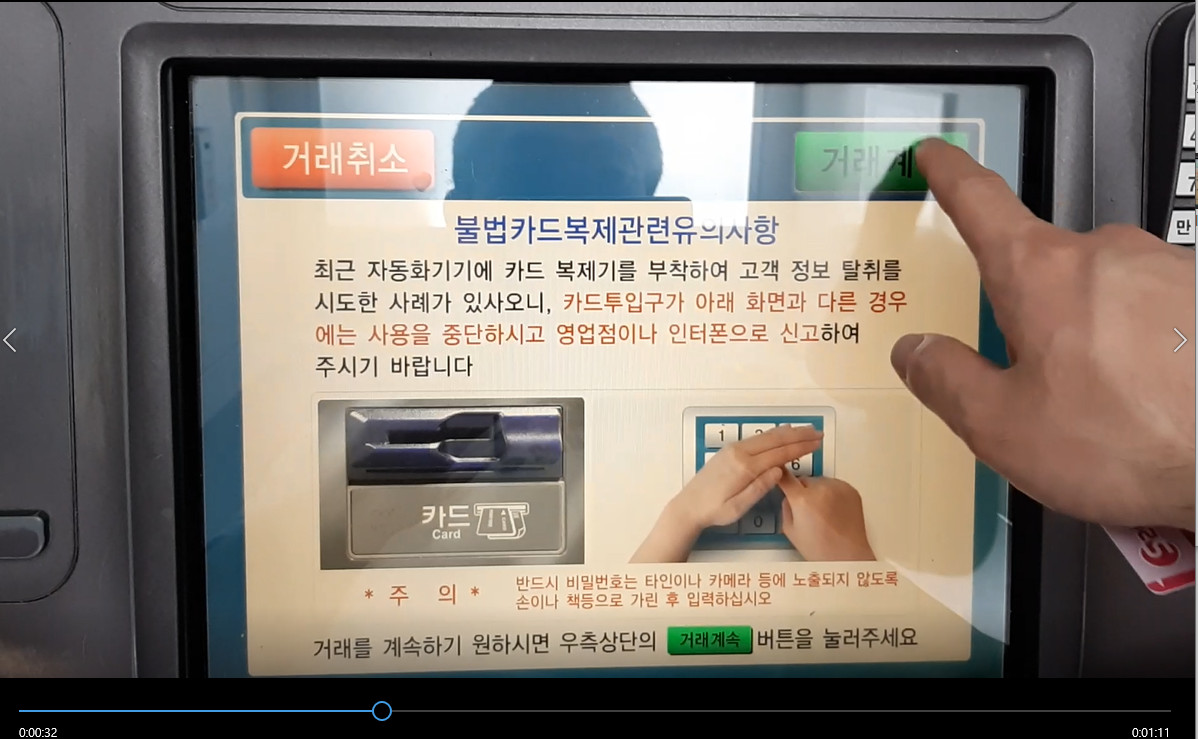 거래취소
거래계
불법카드복제관련유의사항
최근 자동화기기에 카드 복제기를 부착하여 고객 정보 탈취를
시도한 사례가 있사오니, 카드투입구가 아래 화면과 다른 경우
에는 사용을 중단하시고 영업점이나 인터폰으로 신고하여
주시기 바랍니다
1 2
6
0
카드
Card
* 주 의 *
반드시 비밀번호는 타인이나 카메라 등에 노출되지 않도록
손이나 책등으로 가린 후 입력하십시오
거래를 계속하기 원하시면 우측상단의 거래계속 버튼을 눌러주세요
만
0:00:32
0:01:11